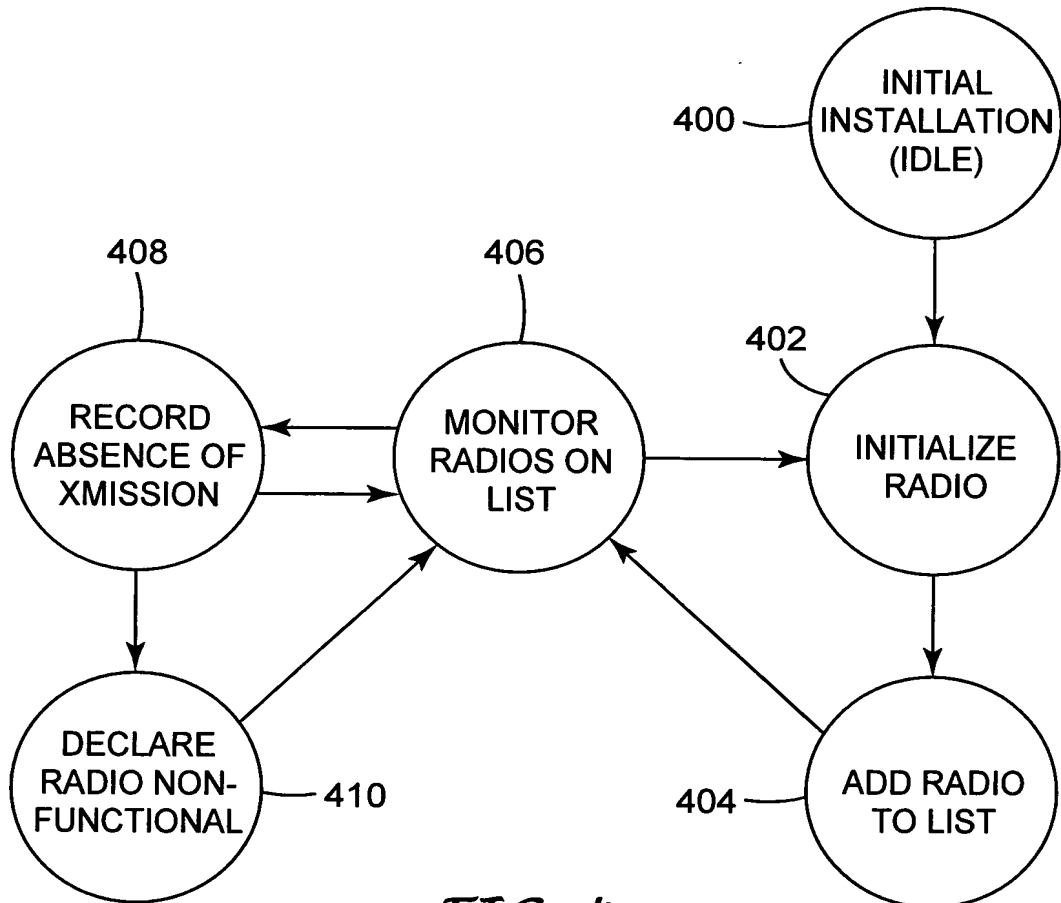 INITIAL
INSTALLATION
(IDLE)
400
408
406
402
RECORD
ABSENCE OF
XMISSION
MONITOR
RADIOS ON
LIST
INITIALIZE
RADIO
DECLARE
RADIO NON-
FUNCTIONAL
410
404
ADD RADIO
TO LIST